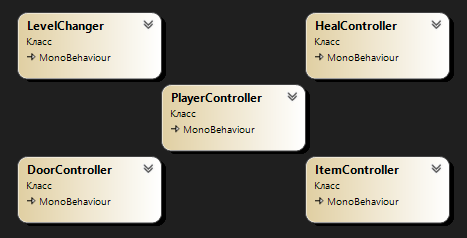 LevelChanger
Класс
MonoBehaviour
HealController
Класс
MonoBehaviour
PlayerController
Класс
MonoBehaviour
DoorController
Класс
MonoBehaviour
ItemController
Класс
MonoBehaviour